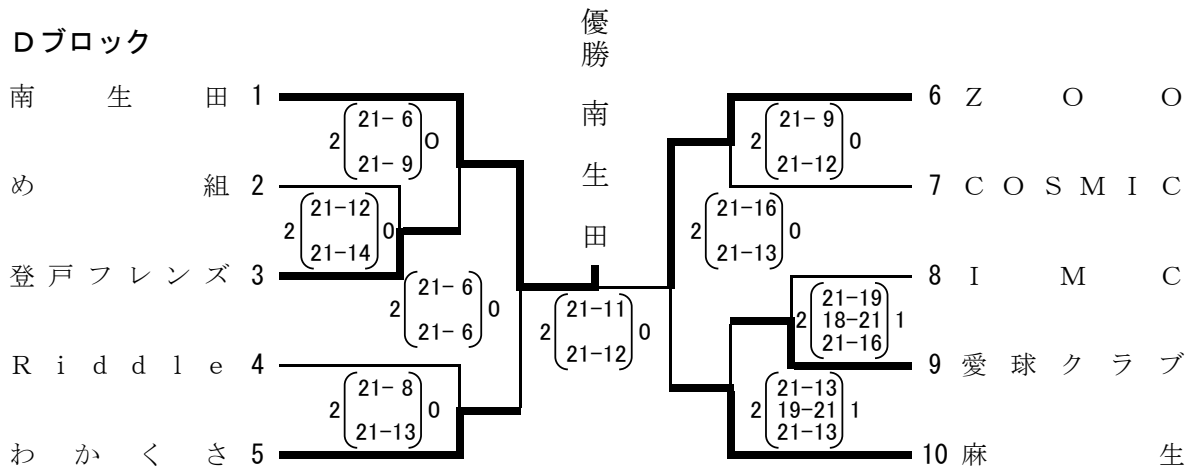 Dブロック
優勝 南生田
南生田 1
2 21-6 21-9 0
め組 2
2 21-12 21-14 0
登戸フレンズ 3
2 21-6 21-6 0
Riddle 4
2 21-8 21-13 0
わかくさ 5
2 21-11 21-12 0
6 ZOO
2 21-9 21-12 0
7 COSMIC
2 21-16 21-13 0
8 IMC
2 21-19 18-21 21-16 1
9 愛球クラブ
2 21-13 19-21 21-13 1
10 麻生